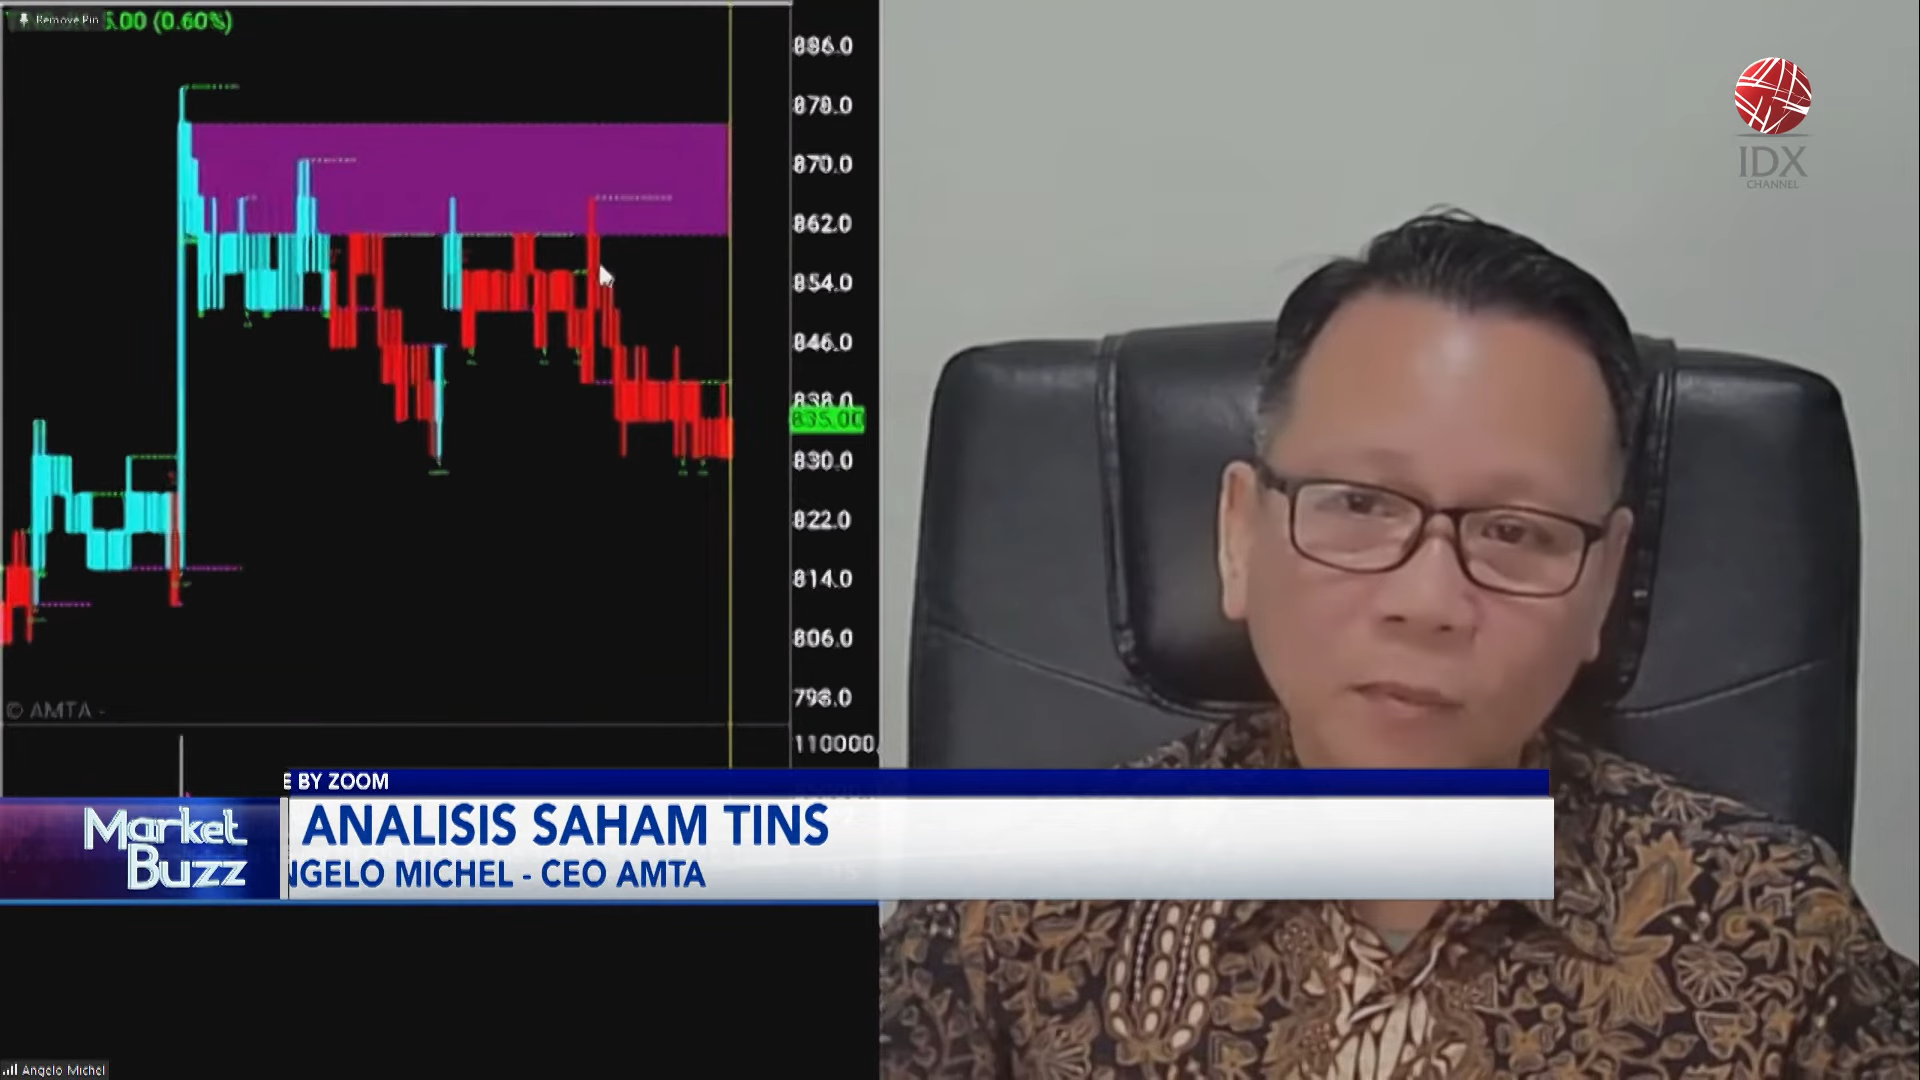 Remove Pin
5.00 (0.60%)
886.0
878.0
870.0
862.0
854.0
846.0
838.0
835.00
830.0
822.0
814.0
806.0
798.0
110000
© AMTA -
IDX
CHANNEL
E BY ZOOM
Market
Buzz
ANALISIS SAHAM TINS
NGELO MICHEL - CEO AMTA
Angelo Michel